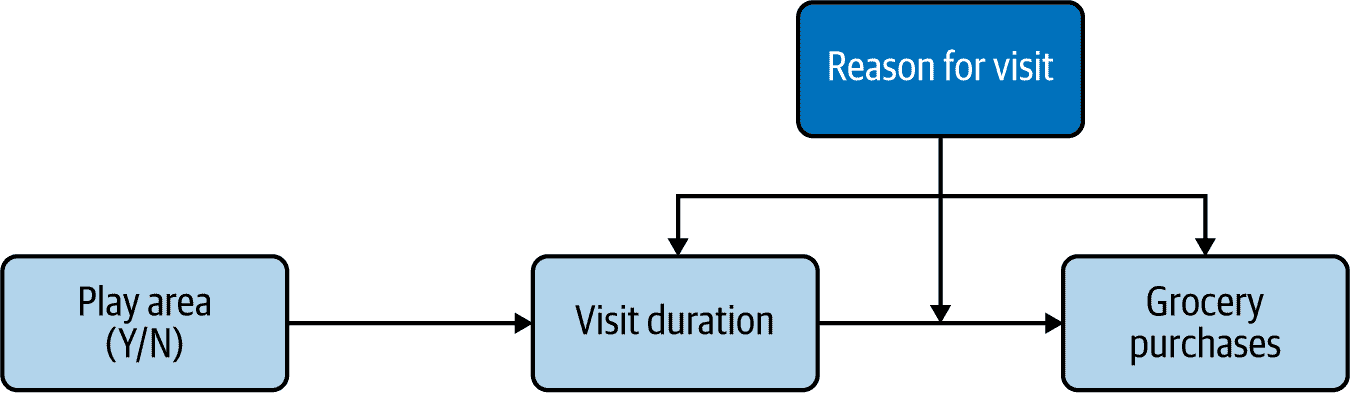 Reason for visit
Play area
(Y/N)
Visit duration
Grocery
purchases